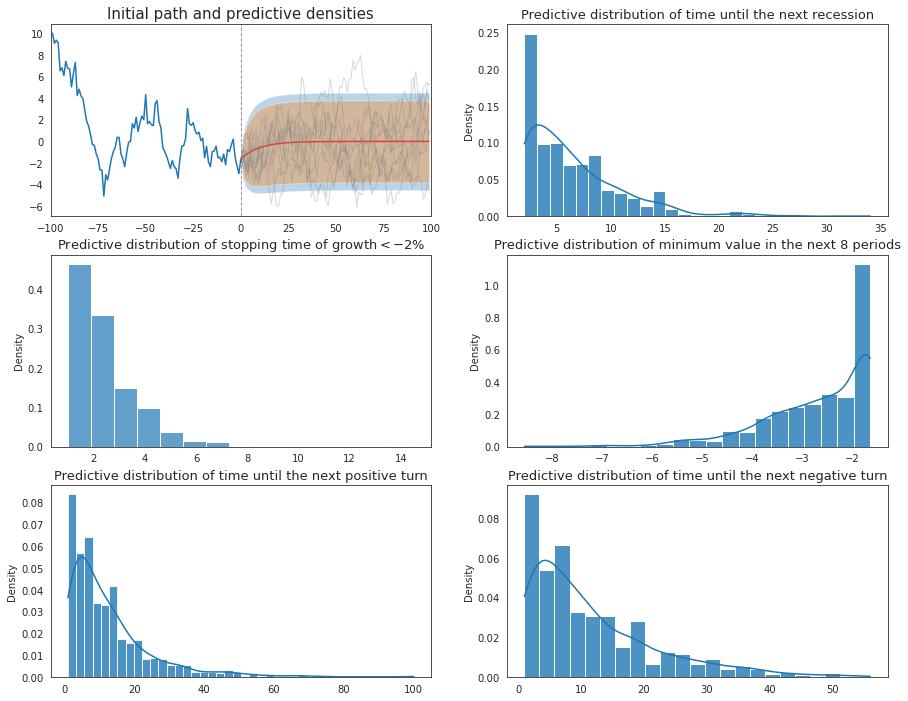 Initial path and predictive densities
10
8
6
4
2
0
−2
−4
−6
−100 −75 −50 −25 0 25 50 75 100
Predictive distribution of time until the next recession
Density
0.25
0.20
0.15
0.10
0.05
0.00
5 10 15 20 25 30 35
Predictive distribution of stopping time of growth < −2%
Density
0.4
0.3
0.2
0.1
0.0
2 4 6 8 10 12 14
Predictive distribution of minimum value in the next 8 periods
Density
1.0
0.8
0.6
0.4
0.2
0.0
−8 −7 −6 −5 −4 −3 −2
Predictive distribution of time until the next positive turn
Density
0.08
0.07
0.06
0.05
0.04
0.03
0.02
0.01
0.00
0 20 40 60 80 100
Predictive distribution of time until the next negative turn
Density
0.08
0.06
0.04
0.02
0.00
0 10 20 30 40 50